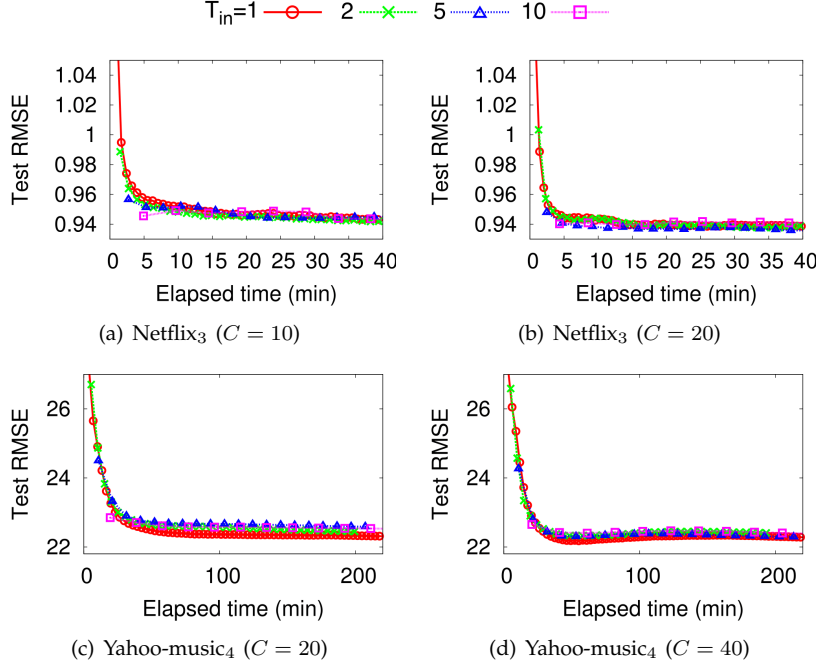 T_in=1 2 5 10
1.04 1.04
1.02 1.02
1 1
0.98 0.98
0.96 0.96
0.94 0.94
0 5 10 15 20 25 30 35 40 0 5 10 15 20 25 30 35 40
Test RMSE Test RMSE
Elapsed time (min) Elapsed time (min)
(a) Netflix₃ (C = 10) (b) Netflix₃ (C = 20)
26 26
24 24
22 22
0 100 200 0 100 200
Test RMSE Test RMSE
Elapsed time (min) Elapsed time (min)
(c) Yahoo-music₄ (C = 20) (d) Yahoo-music₄ (C = 40)